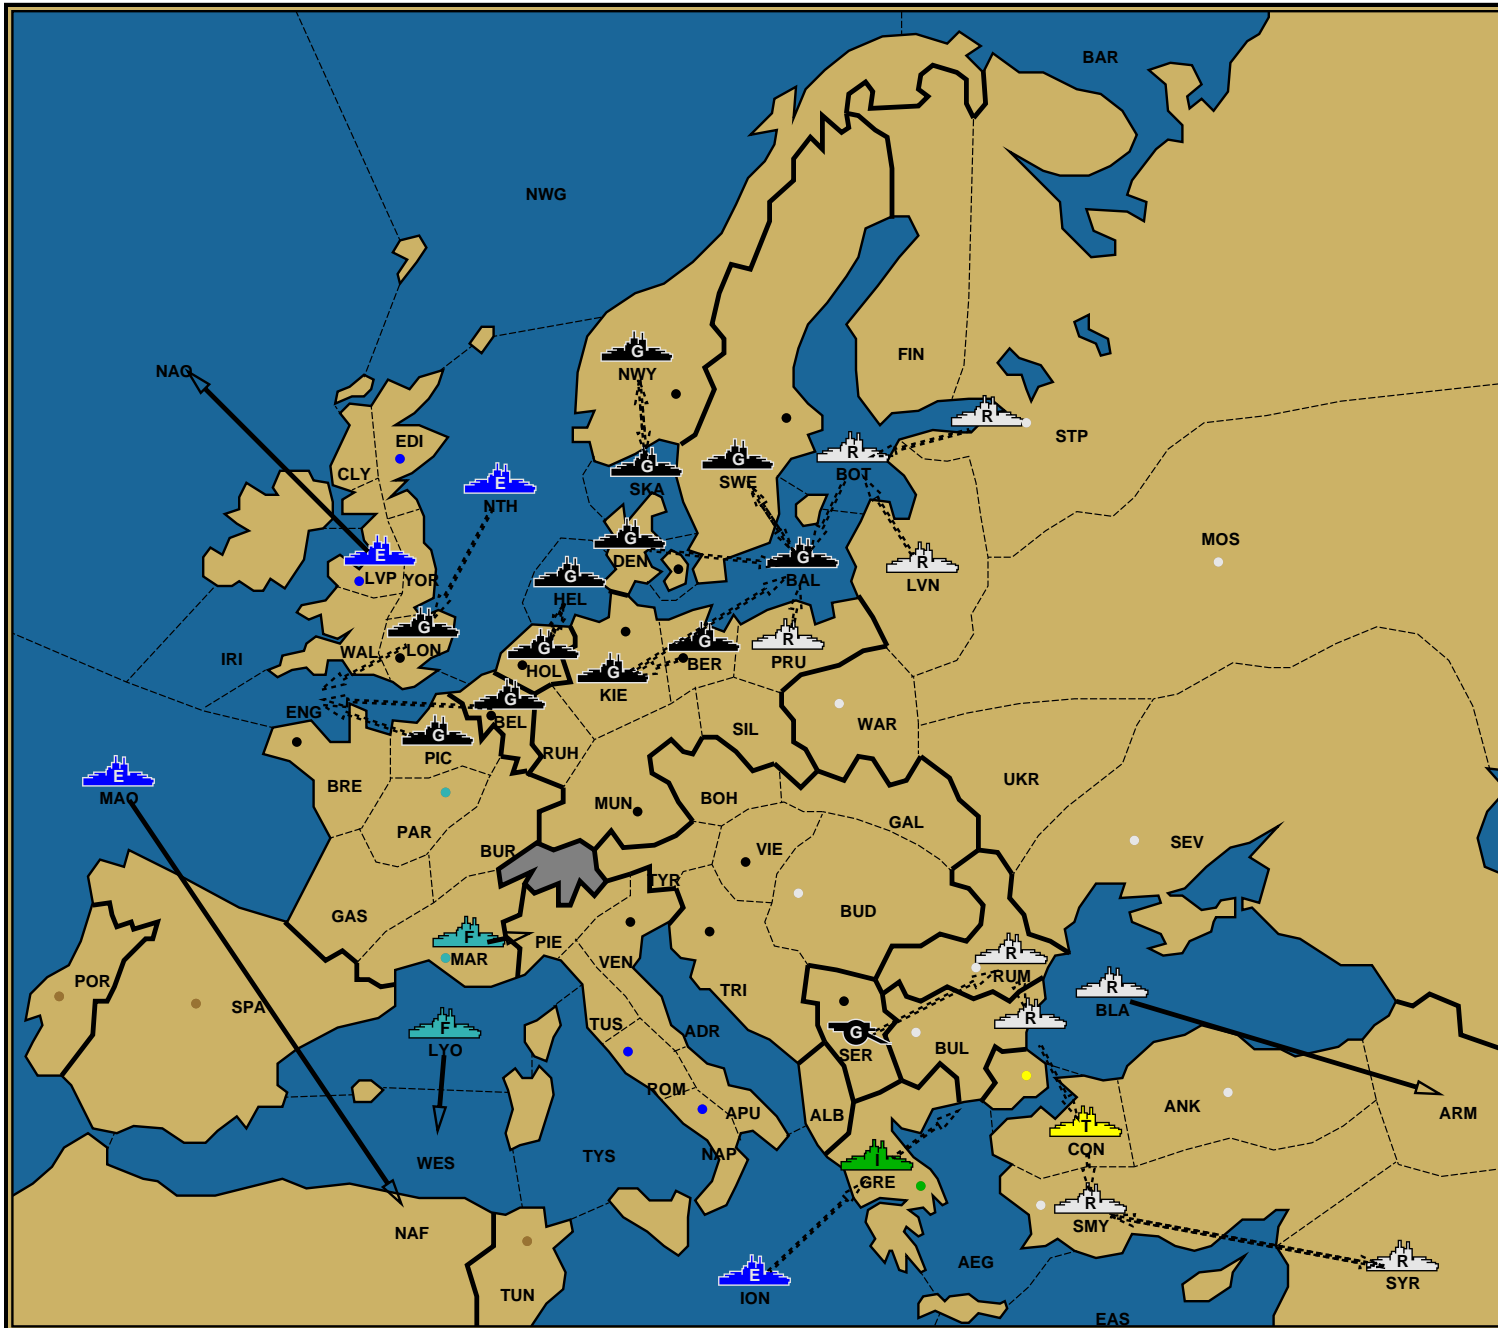 BAR
NWG
G
NWY
FIN
NAO
R
STP
EDI
CLY
E
NTH
G
SKA
G
SWE
R
BOT
MOS
E
LVP
YOR
G
DEN
G
HEL
G
BAL
R
LVN
G
LON
WAL
IRI
G
HOL
G
KIE
G
BER
R
PRU
ENG
G
BEL
G
PIC
RUH
SIL
WAR
E
MAO
BRE
PAR
BUR
MUN
BOH
GAL
UKR
SEV
VIE
TYR
GAS
BUD
F
MAR
PIE
VEN
POR
SPA
TRI
R
RUM
R
BLA
F
LYO
TUS
ADR
G
SER
BUL
R
ROM
APU
ALB
ANK
ARM
T
CON
WES
TYS
NAP
I
GRE
NAF
R
SMY
AEG
R
SYR
TUN
E
ION
EAS